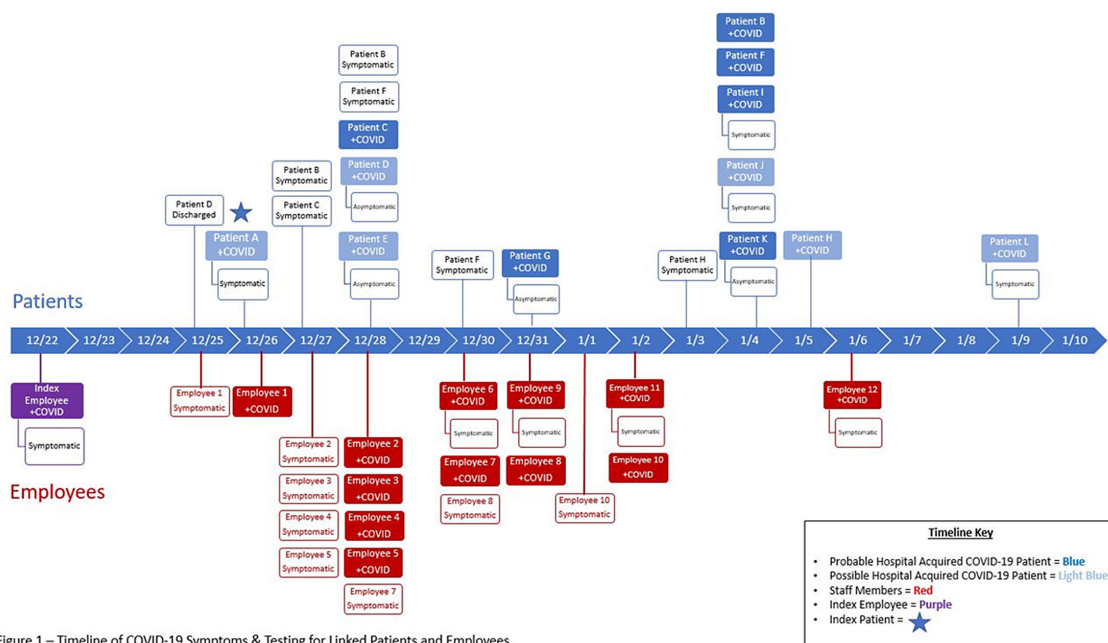 Patient B
+COVID
Patient F
+COVID
Patient I
+COVID
Symptomatic
Patient J
+COVID
Symptomatic
Patient K
+COVID
Asymptomatic
Patient B
Symptomatic
Patient F
Symptomatic
Patient C
+COVID
Patient D
+COVID
Asymptomatic
Patient E
+COVID
Asymptomatic
Patient B
Symptomatic
Patient C
Symptomatic
Patient D
Discharged
Patient A
+COVID
Symptomatic
Patient F
Symptomatic
Patient G
+COVID
Asymptomatic
Patient H
Symptomatic
Patient H
+COVID
Patient L
+COVID
Symptomatic
Patients
12/22 12/23 12/24 12/25 12/26 12/27 12/28 12/29 12/30 12/31 1/1 1/2 1/3 1/4 1/5 1/6 1/7 1/8 1/9 1/10
Index
Employee
+COVID
Symptomatic
Employees
Employee 1
Symptomatic
Employee 1
+COVID
Employee 2
Symptomatic
Employee 3
Symptomatic
Employee 4
Symptomatic
Employee 5
Symptomatic
Employee 2
+COVID
Employee 3
+COVID
Employee 4
+COVID
Employee 5
+COVID
Employee 7
Symptomatic
Employee 6
+COVID
Symptomatic
Employee 7
+COVID
Employee 8
Symptomatic
Employee 9
+COVID
Symptomatic
Employee 8
+COVID
Employee 10
Symptomatic
Employee 11
+COVID
Symptomatic
Employee 10
+COVID
Employee 12
+COVID
Symptomatic
Timeline Key
• Probable Hospital Acquired COVID-19 Patient = Blue
• Possible Hospital Acquired COVID-19 Patient = Light Blue
• Staff Members = Red
• Index Employee = Purple
• Index Patient =
Figure 1 – Timeline of COVID-19 Symptoms & Testing for Linked Patients and Employees